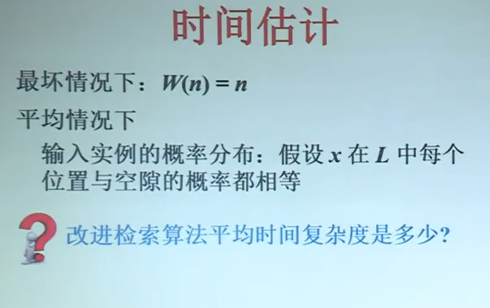 时间估计
最坏情况下：W(n) = n
平均情况下
输入实例的概率分布：假设 x 在 L 中每个
位置与空隙的概率都相等
改进检索算法平均时间复杂度是多少?